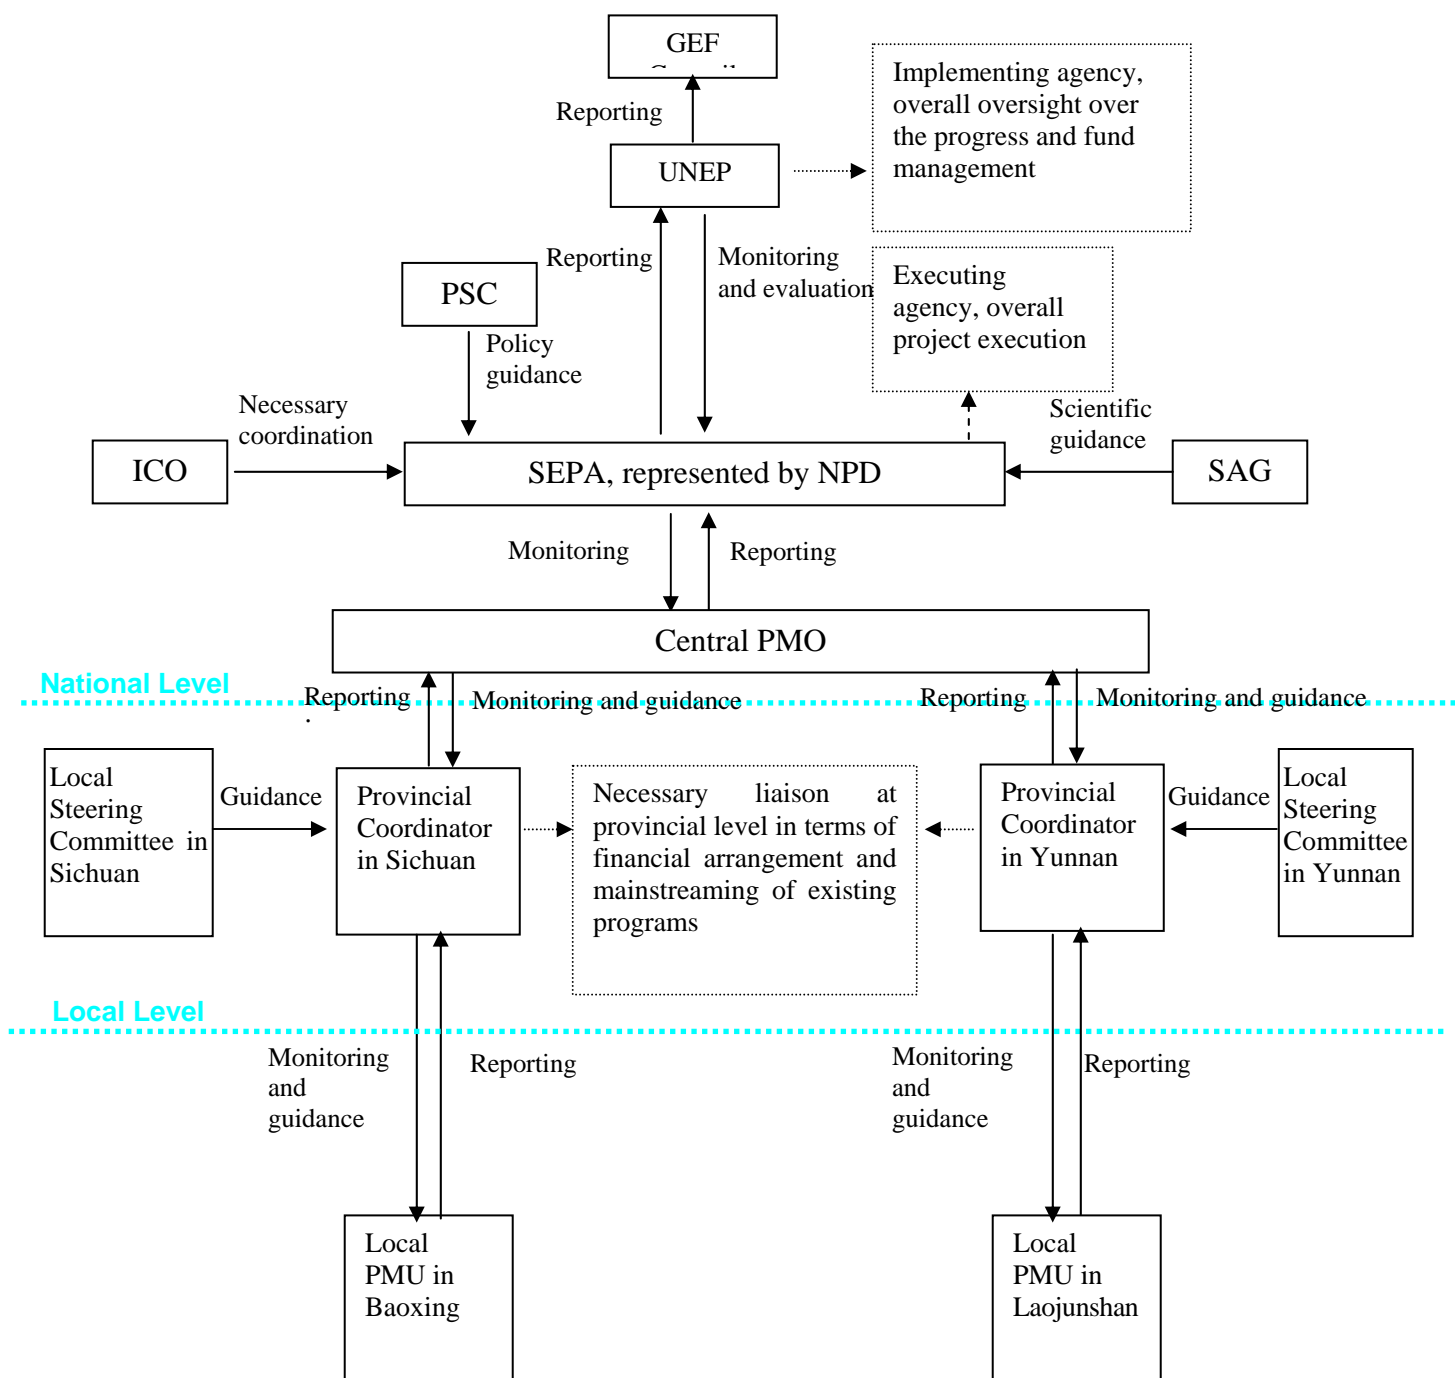 GEF
Implementing agency,
overall oversight over
the progress and fund
management
Reporting
UNEP
Reporting
Monitoring
and evaluation
Executing
agency, overall
project execution
PSC
Policy
guidance
Necessary
coordination
Scientific
guidance
ICO
SEPA, represented by NPD
SAG
Monitoring
Reporting
Central PMO
National Level
Reporting
Monitoring and guidance
Reporting
Monitoring and guidance
Local
Steering
Committee in
Sichuan
Guidance
Provincial
Coordinator
in Sichuan
Necessary liaison at
provincial level in terms of
financial arrangement and
mainstreaming of existing
programs
Provincial
Coordinator
in Yunnan
Guidance
Local
Steering
Committee
in Yunnan
Local Level
Monitoring
and
guidance
Reporting
Monitoring
and
guidance
Reporting
Local
PMU in
Baoxing
Local
PMU in
Laojunshan